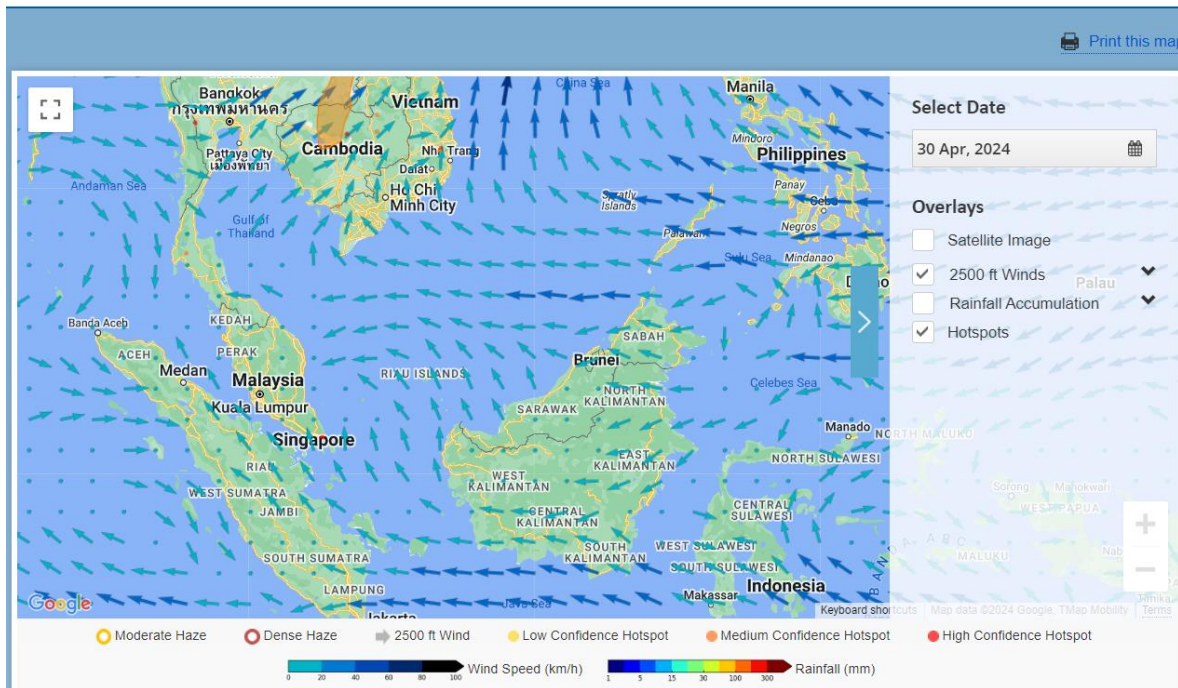 Print this map
China Sea
Bangkok
กรุงเทพมหานคร
Vietnam
Manila
Select Date
Mindoro
Philippines
30 Apr, 2024
Pattaya City
เมืองพัทยา
Cambodia
Nha Trang
Dalat
Andaman Sea
Ho Chi
Minh City
Panay
Cebu
Spratly
Islands
Negros
Overlays
Gulf of
Thailand
Palawan
Satellite Image
Sulu Sea
Mindanao
2500 ft Winds
Palau
Rainfall Accumulation
Banda Aceh
KEDAH
Hotspots
ACEH
PERAK
SABAH
Medan
Brunei
Malaysia
RIAU ISLANDS
Celebes Sea
Kuala Lumpur
NORTH
KALIMANTAN
SARAWAK
Singapore
Manado
NORTH MALUKU
RIAU
EAST
KALIMANTAN
NORTH SULAWESI
WEST
KALIMANTAN
WEST SUMATRA
JAMBI
Sorong
Manokwari
WEST PAPUA
CENTRAL
KALIMANTAN
CENTRAL
SULAWESI
SOUTH SUMATRA
SOUTH
KALIMANTAN
WEST SULAWESI
SOUTH SULAWESI
MALUKU
LAMPUNG
Indonesia
Makassar
Google
Java Sea
Jakarta
Keyboard shortcuts
Map data ©2024 Google, TMap Mobility
Terms
Timika
Moderate Haze
Dense Haze
2500 ft Wind
Low Confidence Hotspot
Medium Confidence Hotspot
High Confidence Hotspot
0 20 40 60 80 100 Wind Speed (km/h)
1 5 15 30 100 300 Rainfall (mm)